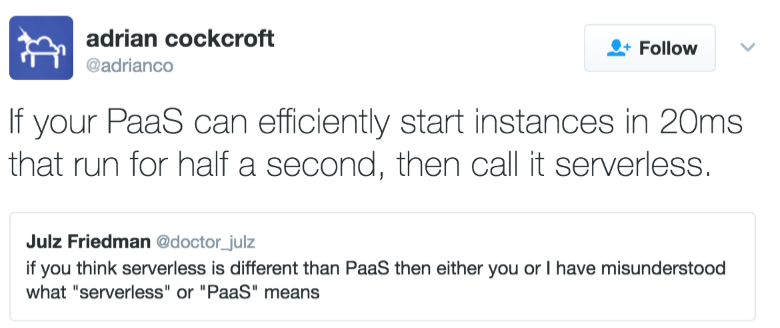 adrian cockcroft
@adrianco
Follow
If your PaaS can efficiently start instances in 20ms
that run for half a second, then call it serverless.
Julz Friedman @doctor_julz
if you think serverless is different than PaaS then either you or I have misunderstood
what "serverless" or "PaaS" means